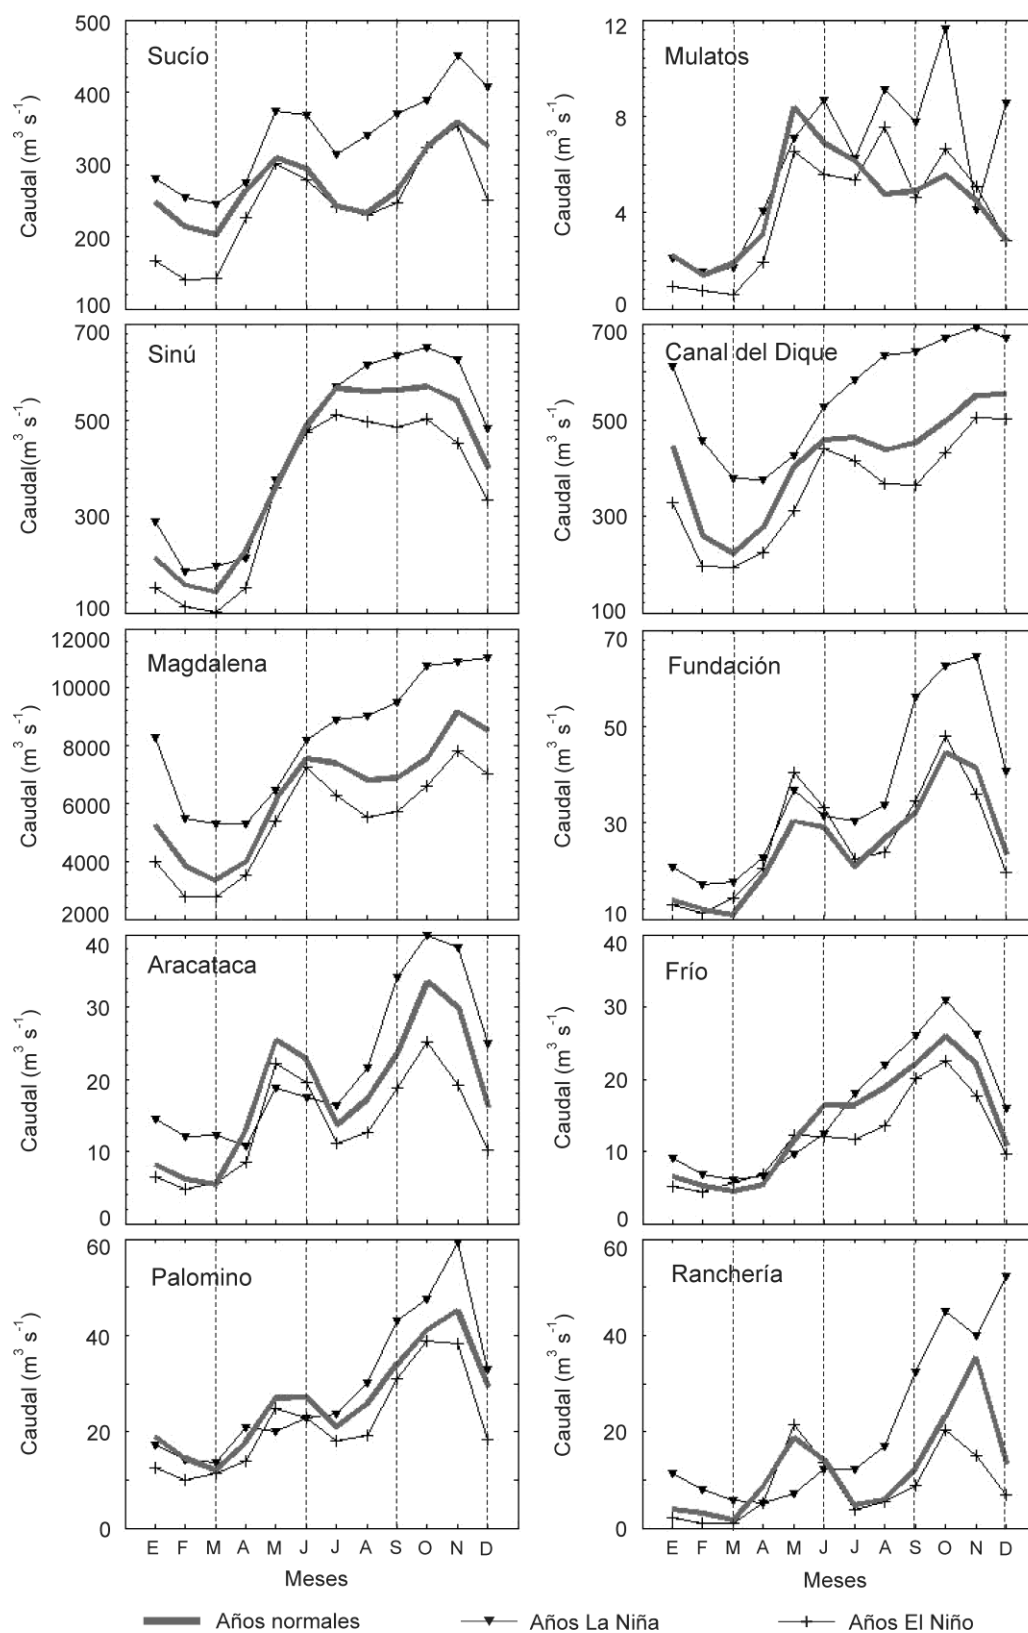 500
400
300
200
100
Caudal (m³ s⁻¹)
Sucío
12
8
4
0
Caudal (m³ s⁻¹)
Mulatos
700
500
300
100
Caudal(m³ s⁻¹)
Sinú
700
500
300
100
Caudal (m³ s⁻¹)
Canal del Dique
12000
10000
8000
6000
4000
2000
Caudal (m³ s⁻¹)
Magdalena
70
50
30
10
Caudal (m³ s⁻¹)
Fundación
40
30
20
10
0
Caudal (m³ s⁻¹)
Aracataca
40
30
20
10
0
Caudal (m³ s⁻¹)
Frío
60
40
20
0
Caudal (m³ s⁻¹)
Palomino
E F M A M J J A S O N D
Meses
60
40
20
0
Caudal (m³ s⁻¹)
Ranchería
E F M A M J J A S O N D
Meses
Años normales Años La Niña Años El Niño